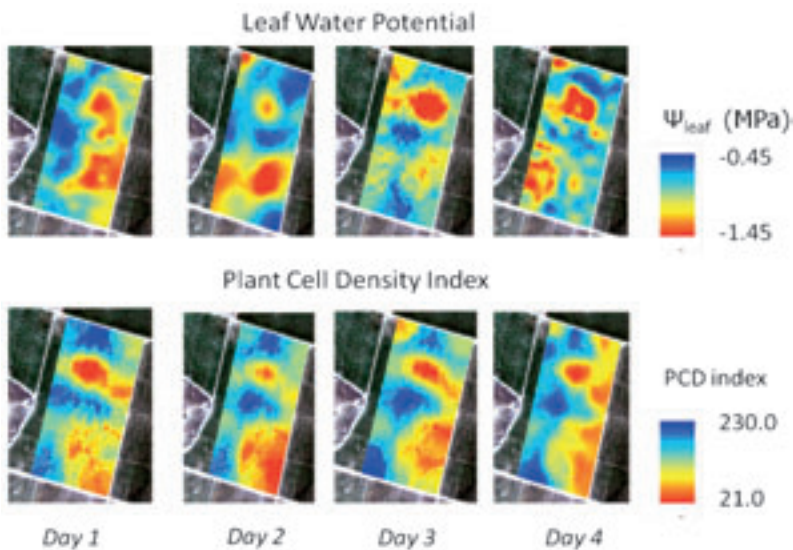 Leaf Water Potential
Ψleaf (MPa)
-0.45
-1.45
Plant Cell Density Index
PCD index
230.0
21.0
Day 1 Day 2 Day 3 Day 4